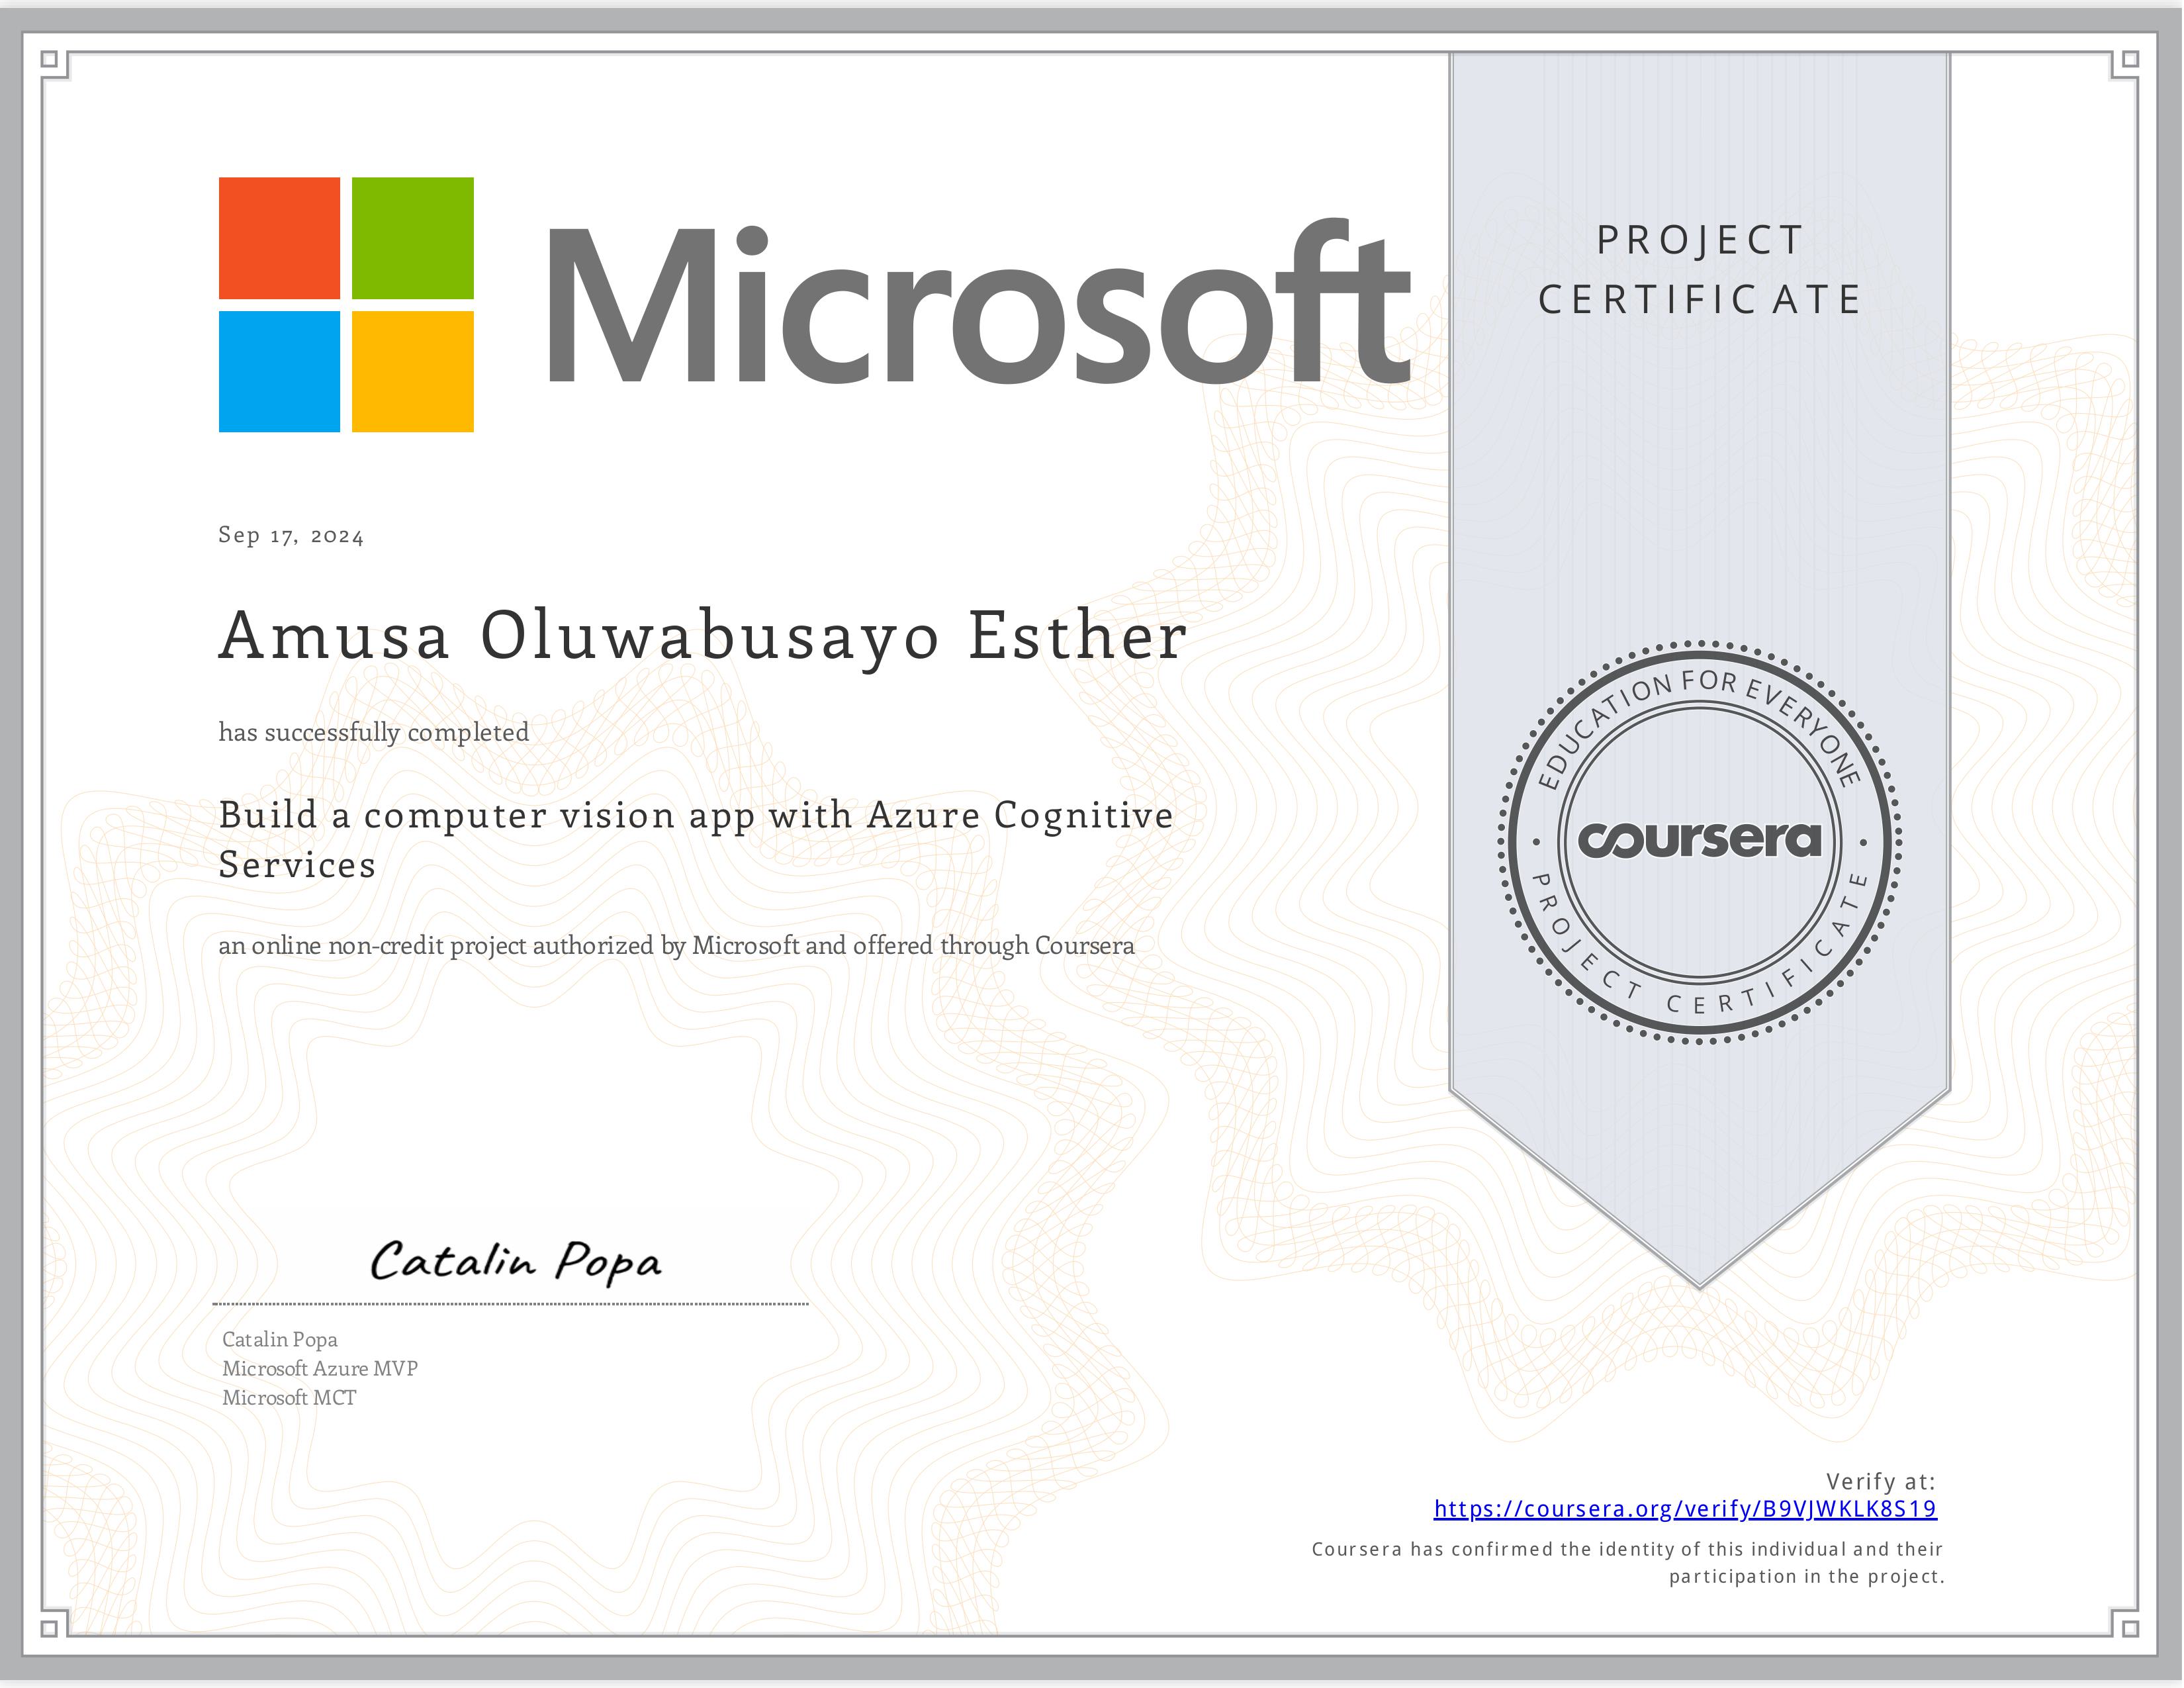 Microsoft
PROJECT
CERTIFICATE
Sep 17, 2024
Amusa Oluwabusayo Esther
has successfully completed
Build a computer vision app with Azure Cognitive
Services
an online non-credit project authorized by Microsoft and offered through Coursera
EDUCATION FOR EVERYONE
coursera
PROJECT CERTIFICATE
Catalin Popa
Catalin Popa
Microsoft Azure MVP
Microsoft MCT
Verify at:
https://coursera.org/verify/B9VJWKLK8S19
Coursera has confirmed the identity of this individual and their
participation in the project.